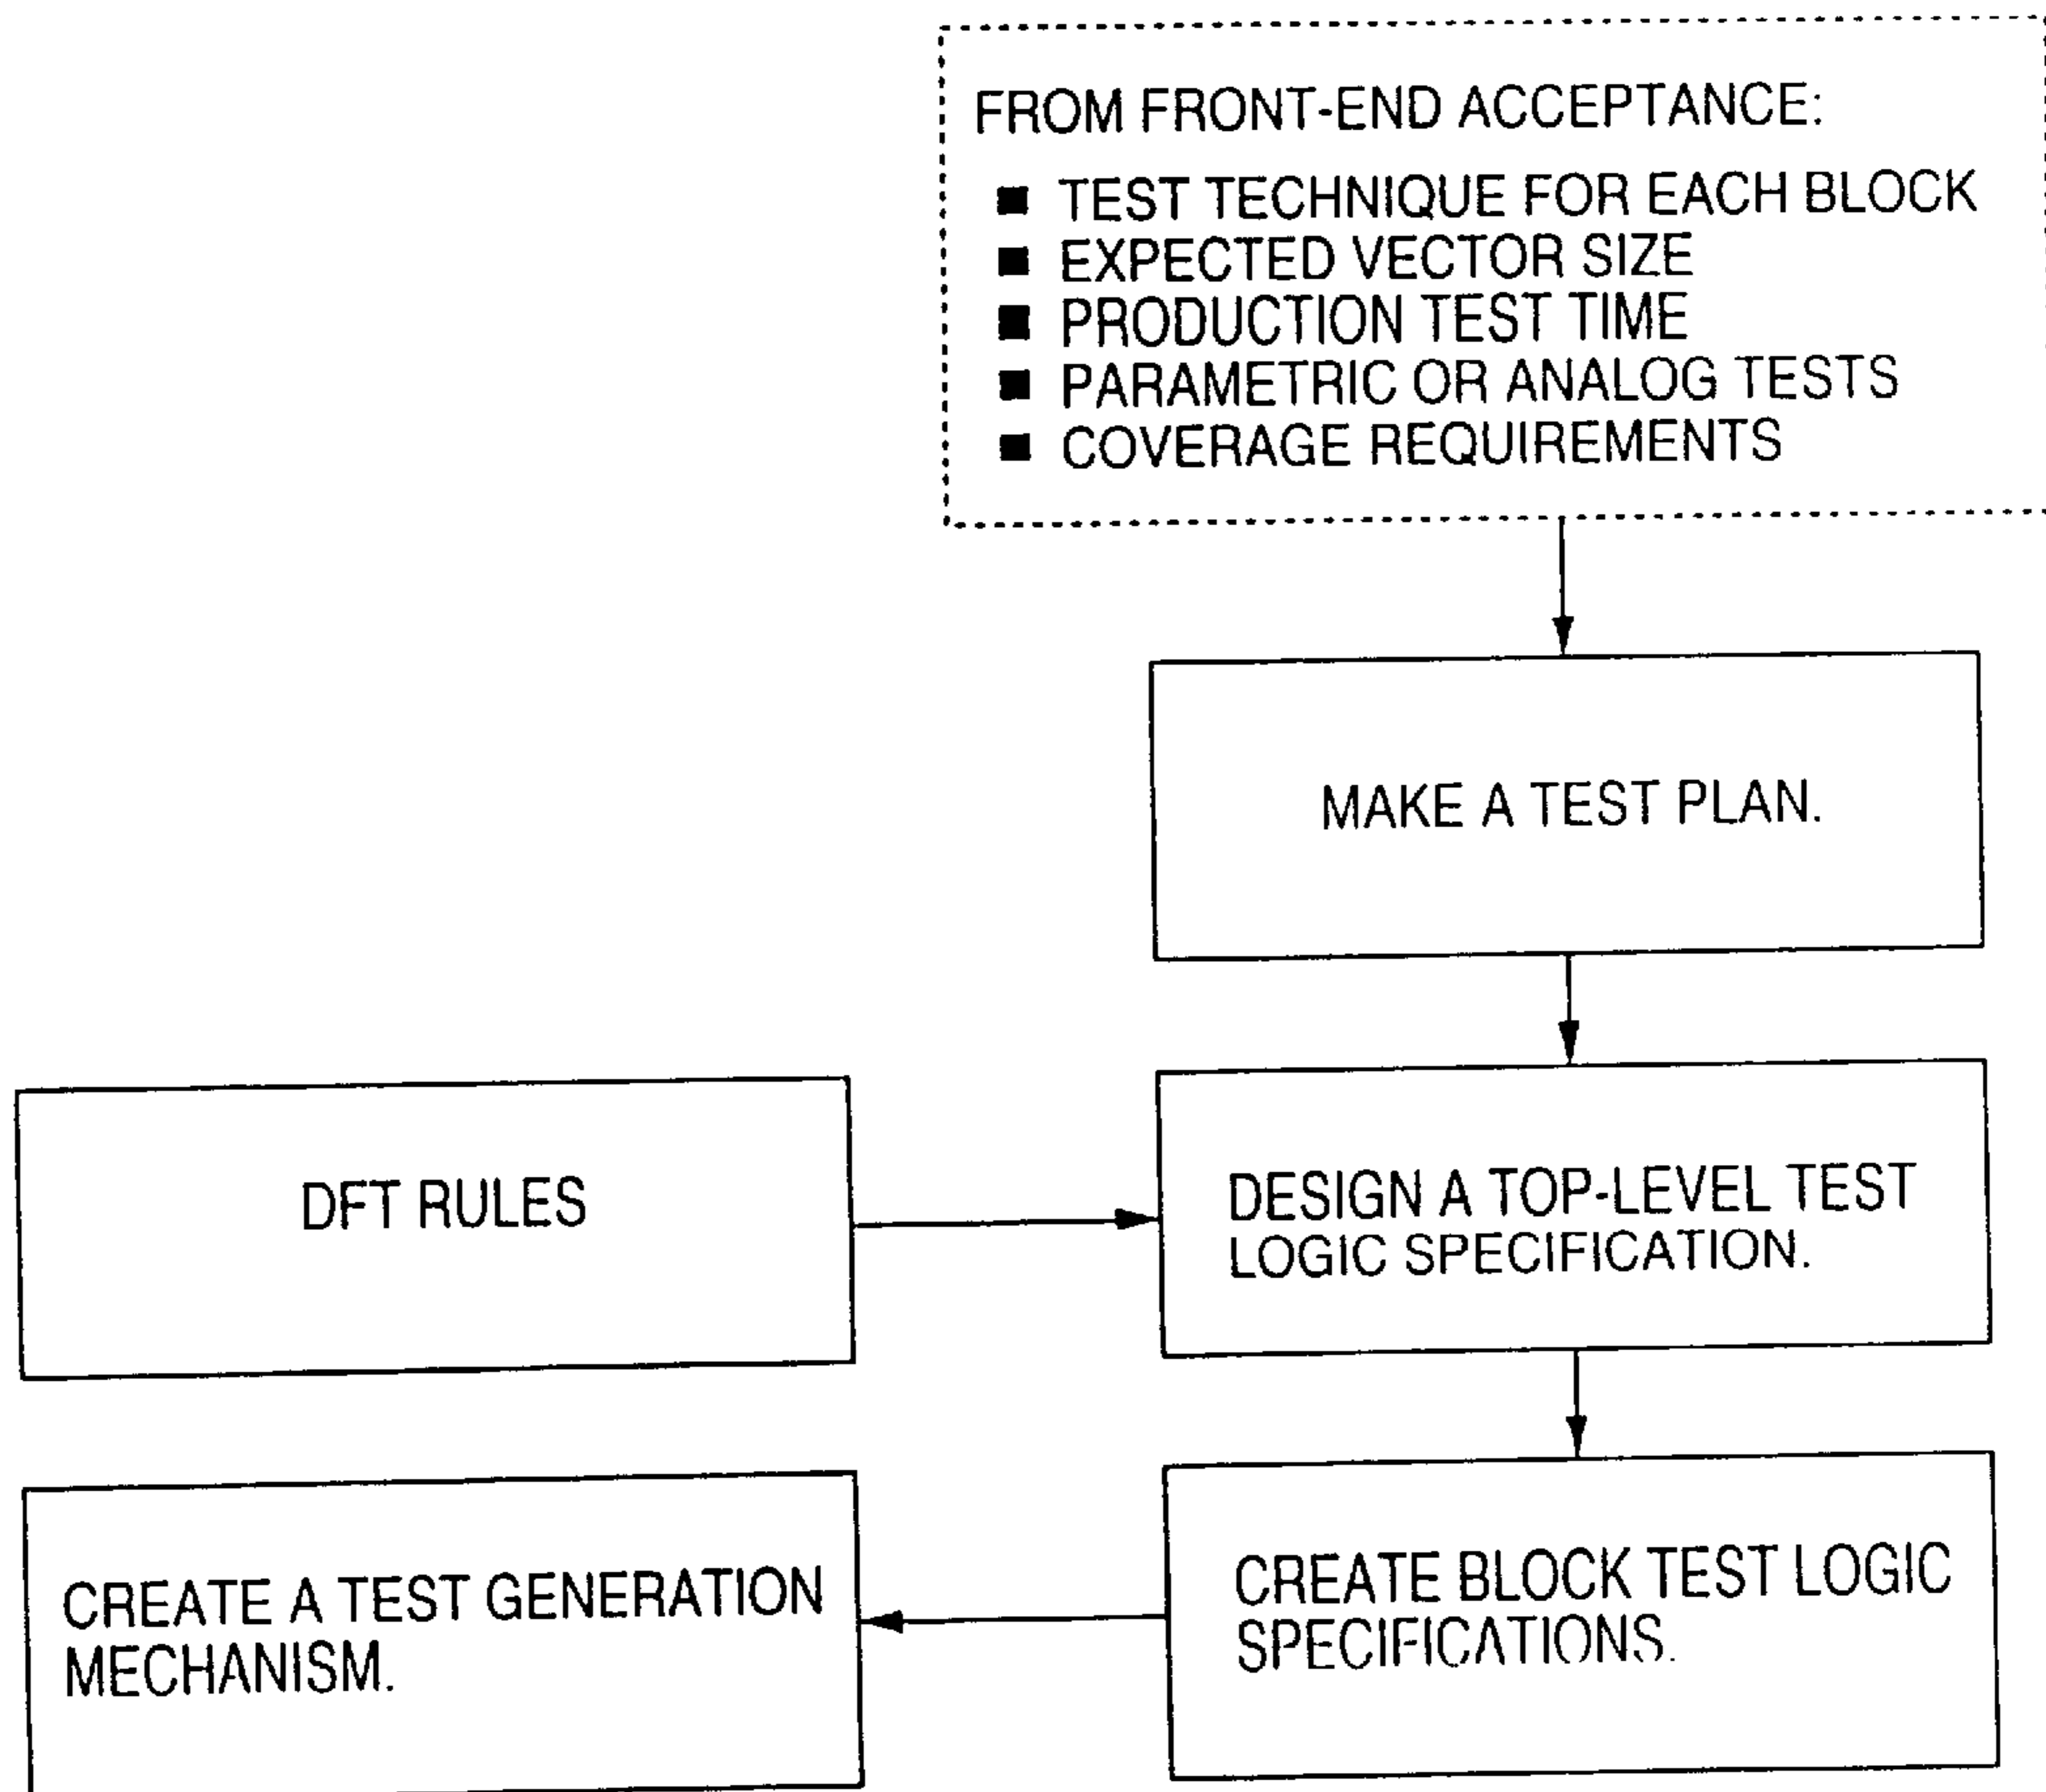 FROM FRONT-END ACCEPTANCE:
■ TEST TECHNIQUE FOR EACH BLOCK
■ EXPECTED VECTOR SIZE
■ PRODUCTION TEST TIME
■ PARAMETRIC OR ANALOG TESTS
■ COVERAGE REQUIREMENTS
MAKE A TEST PLAN.
DFT RULES
DESIGN A TOP-LEVEL TEST
LOGIC SPECIFICATION.
CREATE A TEST GENERATION
MECHANISM.
CREATE BLOCK TEST LOGIC
SPECIFICATIONS.